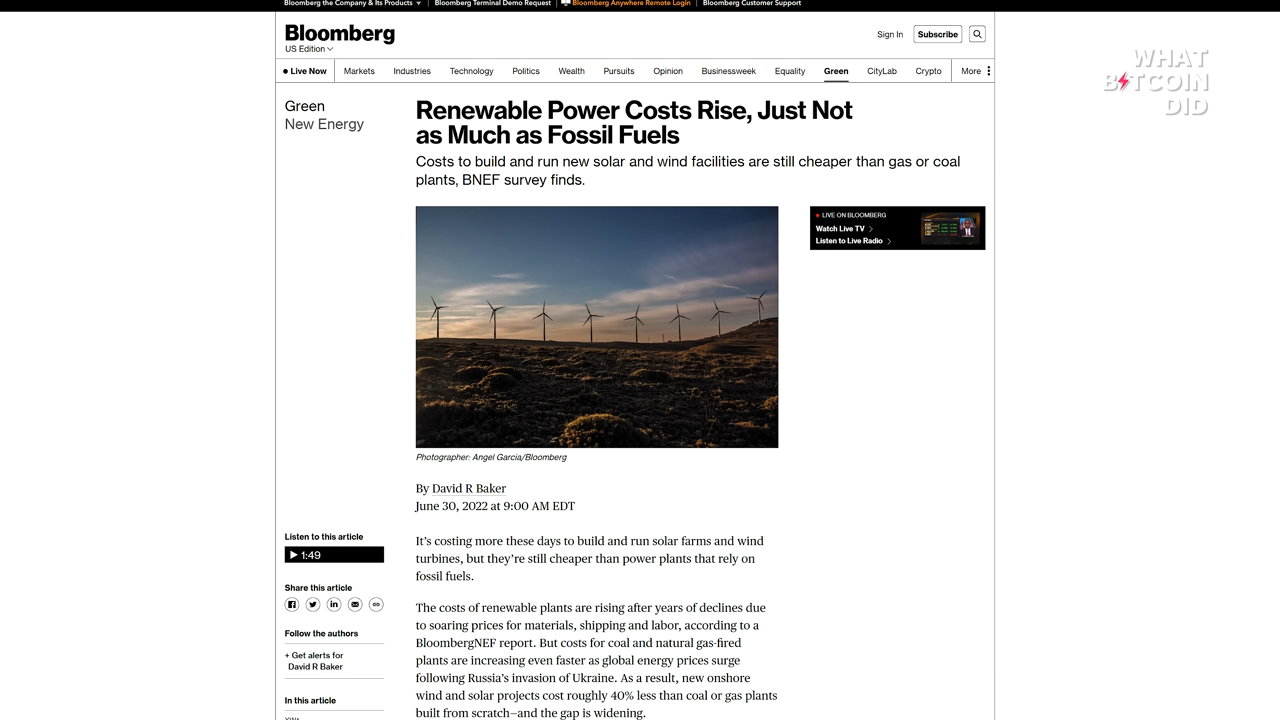 Bloomberg the Company & Its Products ▾ | Bloomberg Terminal Demo Request | Bloomberg Anywhere Remote Login | Bloomberg Customer Support
Bloomberg
US Edition
Sign In
Subscribe
Live Now
Markets
Industries
Technology
Politics
Wealth
Pursuits
Opinion
Businessweek
Equality
Green
CityLab
Crypto
More
WHAT
BITCOIN
DID
Green
New Energy
Renewable Power Costs Rise, Just Not
as Much as Fossil Fuels
Costs to build and run new solar and wind facilities are still cheaper than gas or coal
plants, BNEF survey finds.
LIVE ON BLOOMBERG
Watch Live TV
Listen to Live Radio
Photographer: Angel Garcia/Bloomberg
By David R Baker
June 30, 2022 at 9:00 AM EDT
Listen to this article
1:49
Share this article
Follow the authors
+ Get alerts for
David R Baker
In this article
It’s costing more these days to build and run solar farms and wind
turbines, but they’re still cheaper than power plants that rely on
fossil fuels.
The costs of renewable plants are rising after years of declines due
to soaring prices for materials, shipping and labor, according to a
BloombergNEF report. But costs for coal and natural gas-fired
plants are increasing even faster as global energy prices surge
following Russia’s invasion of Ukraine. As a result, new onshore
wind and solar projects cost roughly 40% less than coal or gas plants
built from scratch—and the gap is widening.